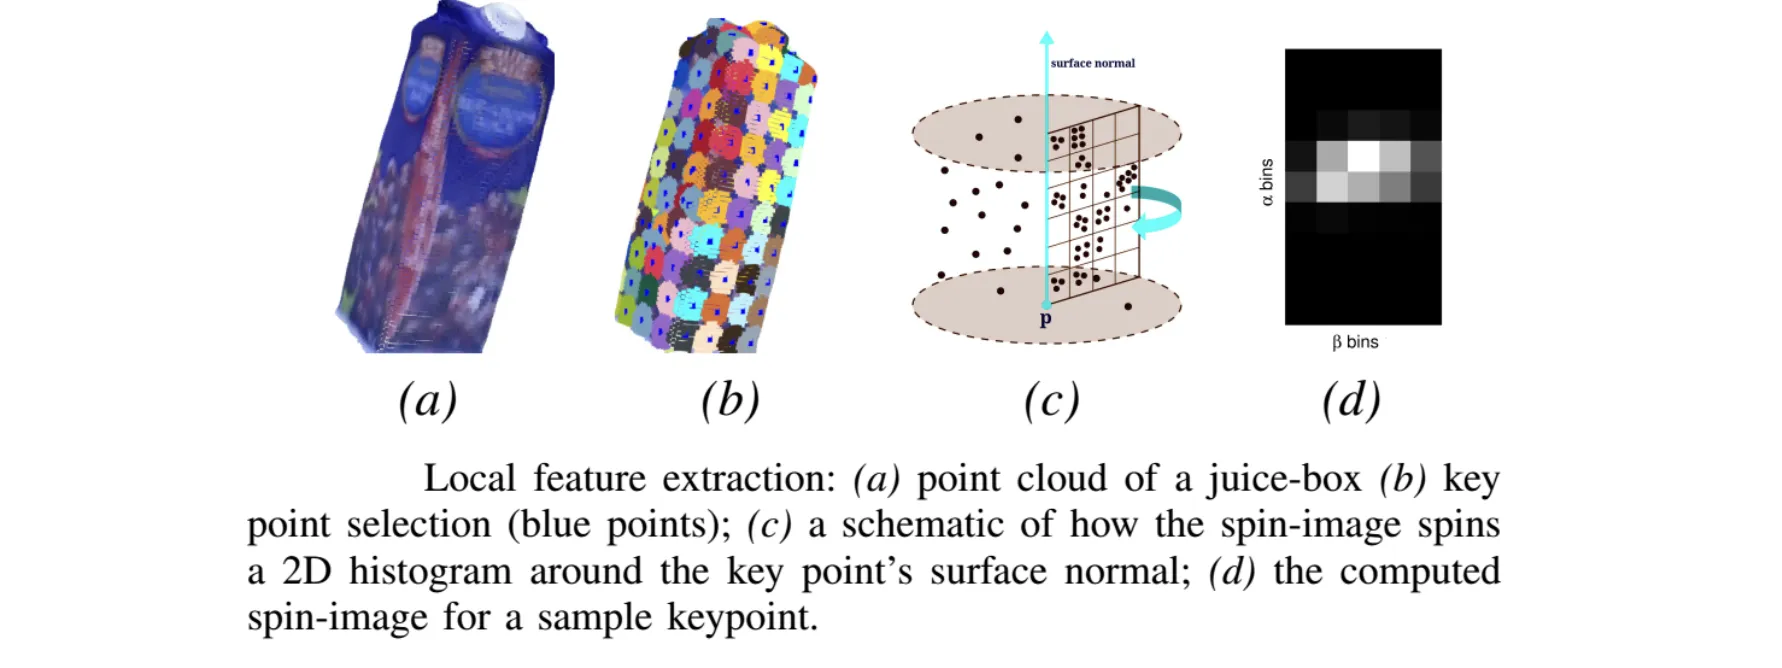 surface normal
p
α bins
β bins
(a)
(b)
(c)
(d)
Local feature extraction: (a) point cloud of a juice-box (b) key
point selection (blue points); (c) a schematic of how the spin-image spins
a 2D histogram around the key point’s surface normal; (d) the computed
spin-image for a sample keypoint.